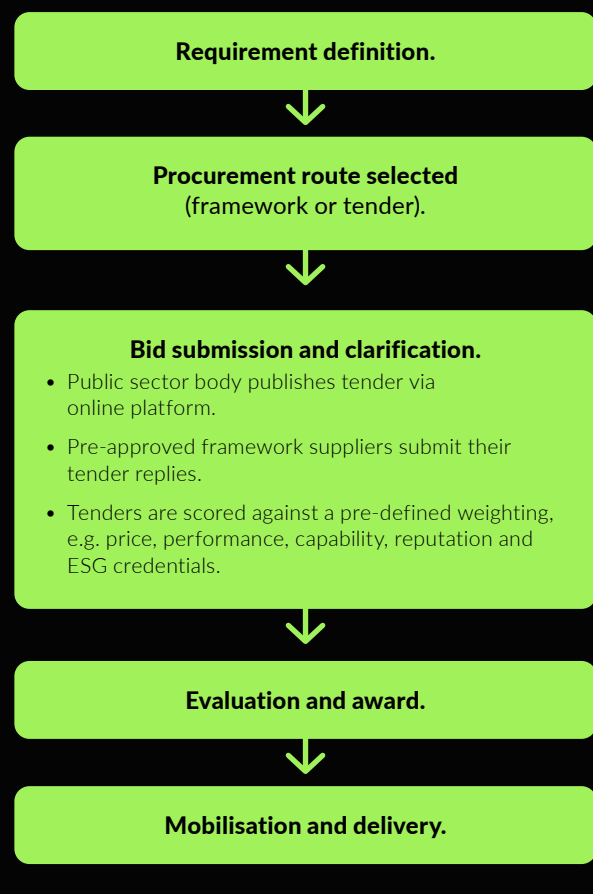 Requirement definition.
Procurement route selected
(framework or tender).
Bid submission and clarification.
• Public sector body publishes tender via
online platform.
• Pre-approved framework suppliers submit their
tender replies.
• Tenders are scored against a pre-defined weighting,
e.g. price, performance, capability, reputation and
ESG credentials.
Evaluation and award.
Mobilisation and delivery.